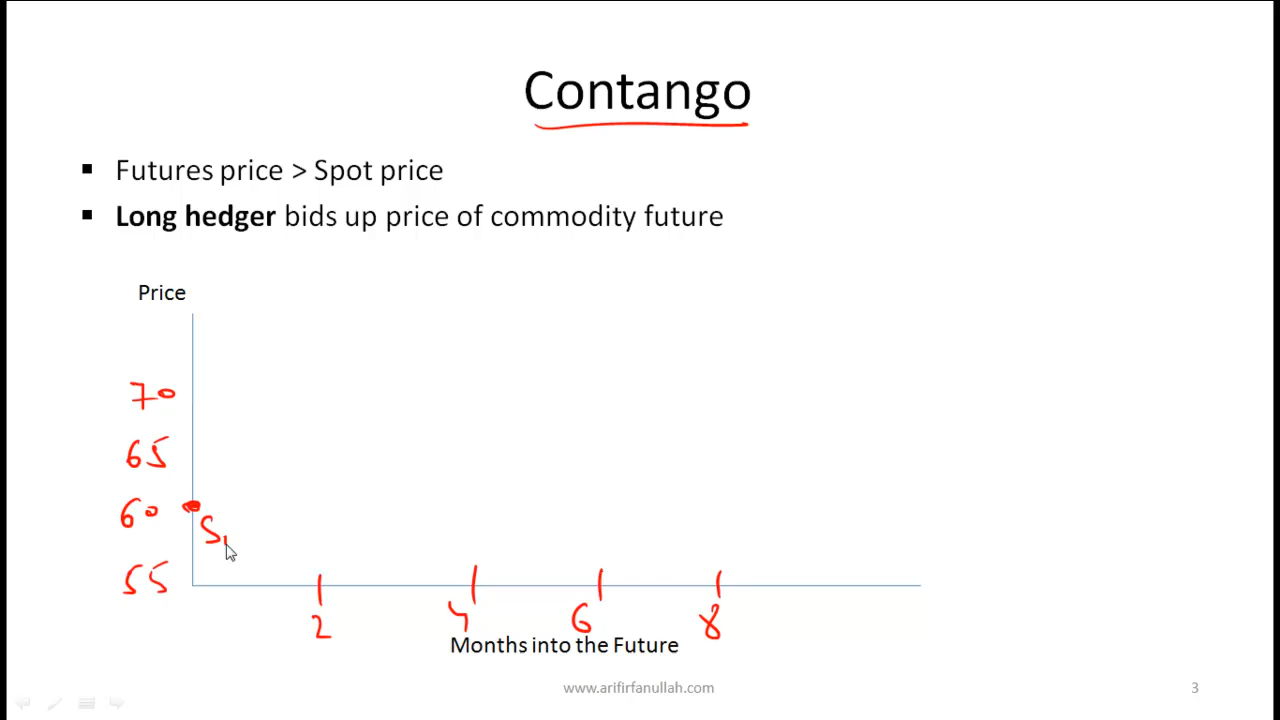 Contango
▪ Futures price > Spot price
▪ Long hedger bids up price of commodity future
Price
70
65
60
S1
55
2 4 6 8
Months into the Future
www.arifirfanullah.com
3